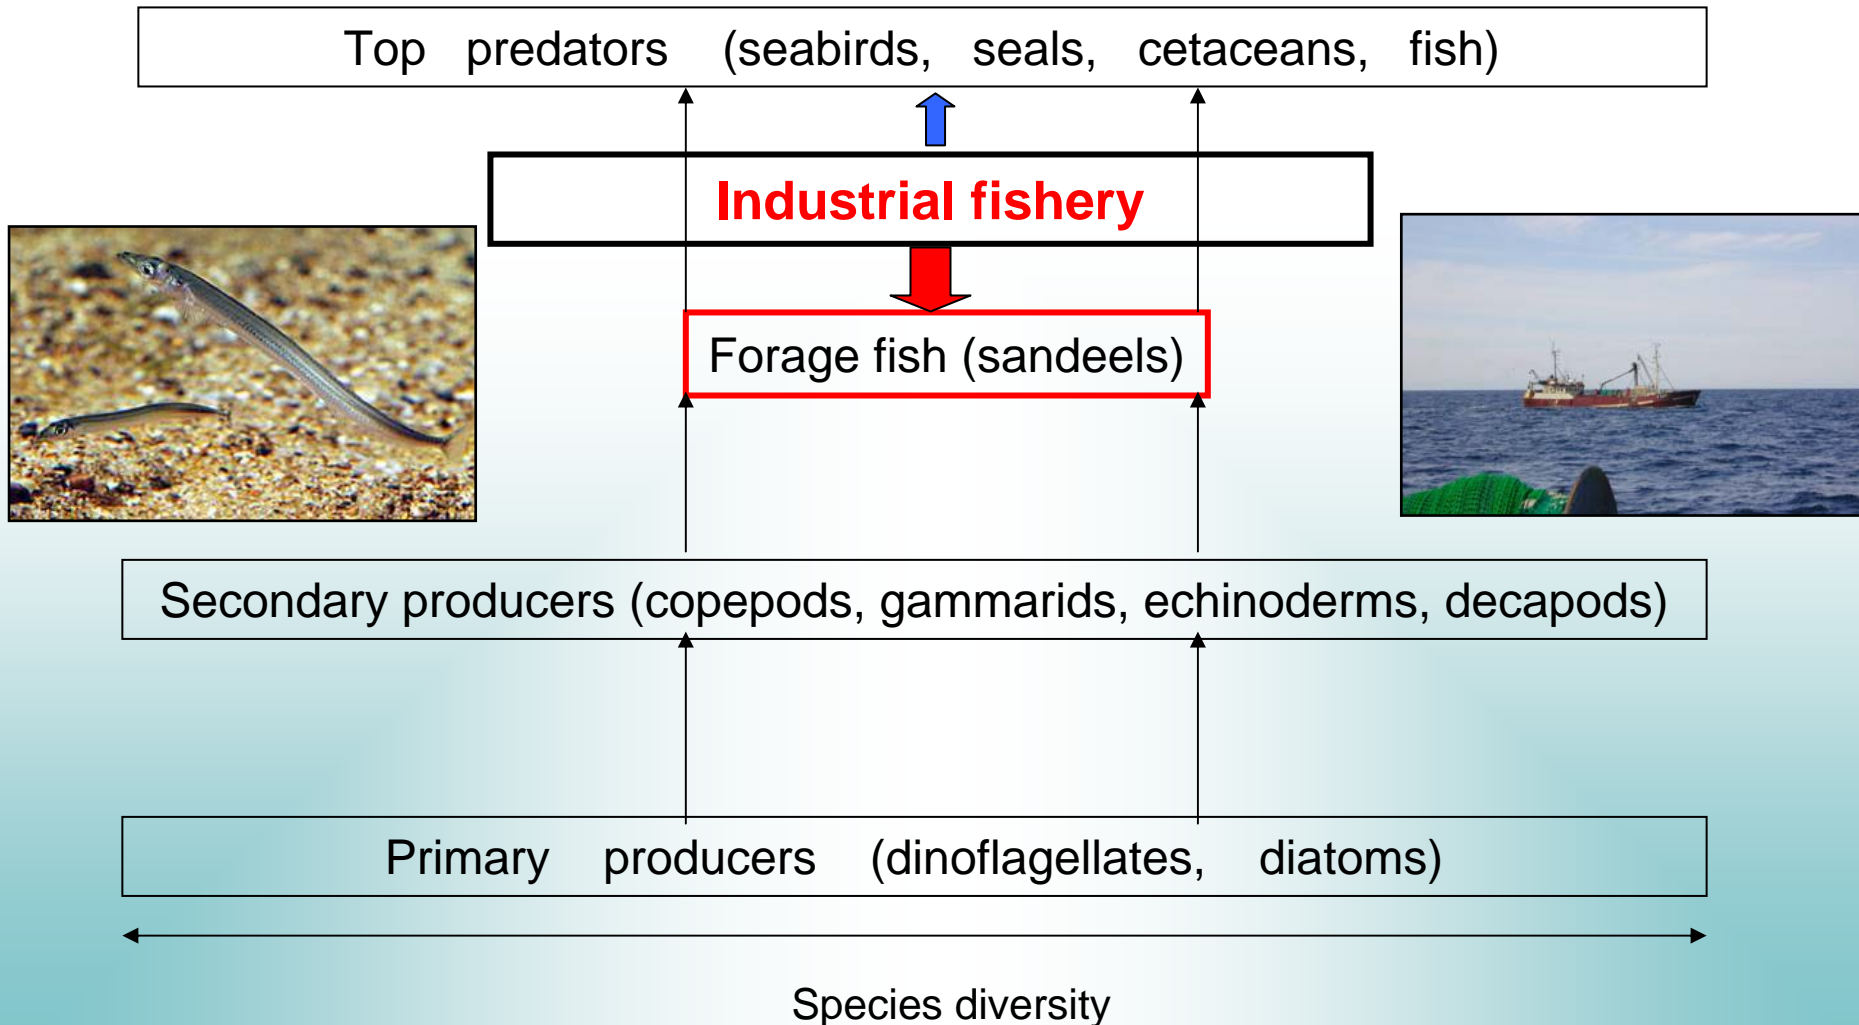 Top predators (seabirds, seals, cetaceans, fish)
Industrial fishery
Forage fish (sandeels)
Secondary producers (copepods, gammarids, echinoderms, decapods)
Primary producers (dinoflagellates, diatoms)
Species diversity